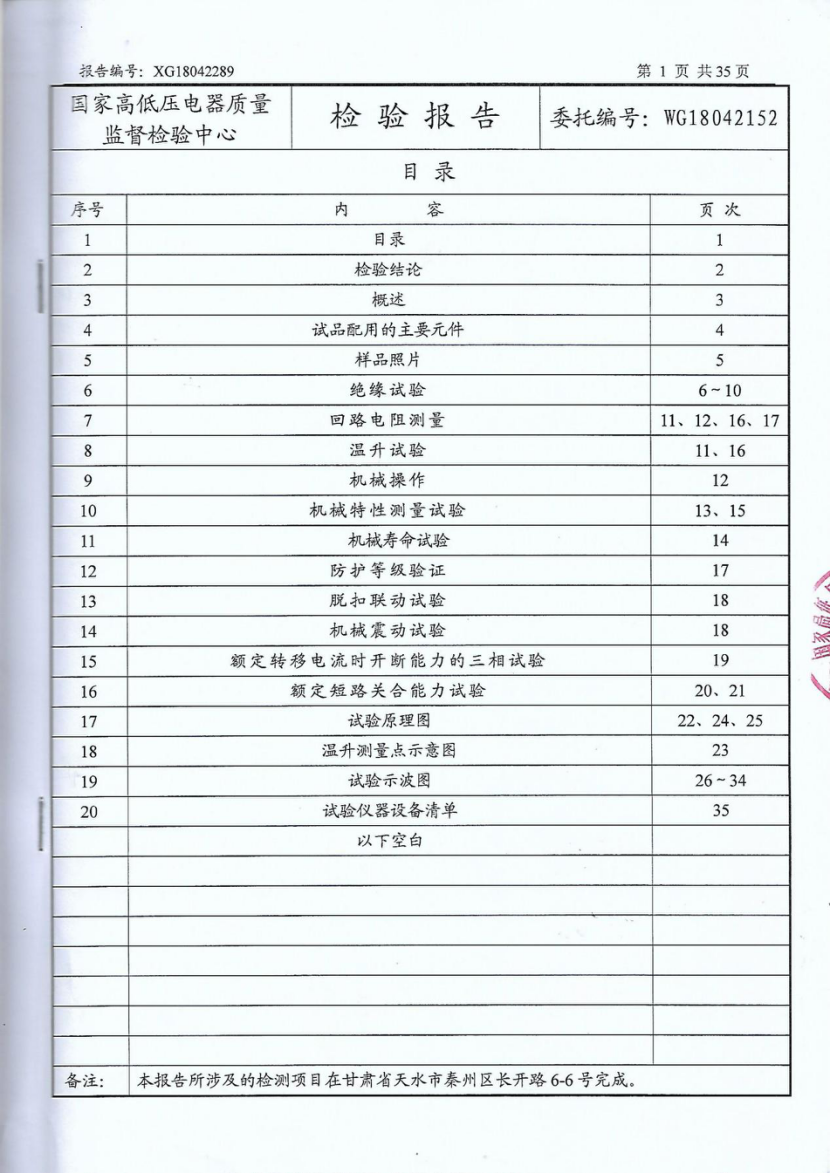 报告编号：XG18042289 第 1 页 共35页
国家高低压电器质量
监督检验中心
检验报告
委托编号：WG18042152
目录
序号 内容 页次
1 目录 1
2 检验结论 2
3 概述 3
4 试品配用的主要元件 4
5 样品照片 5
6 绝缘试验 6~10
7 回路电阻测量 11、12、16、17
8 温升试验 11、16
9 机械操作 12
10 机械特性测量试验 13、15
11 机械寿命试验 14
12 防护等级验证 17
13 脱扣联动试验 18
14 机械震动试验 18
15 额定转移电流时开断能力的三相试验 19
16 额定短路关合能力试验 20、21
17 试验原理图 22、24、25
18 温升测量点示意图 23
19 试验示波图 26~34
20 试验仪器设备清单 35
以下空白
备注： 本报告所涉及的检测项目在甘肃省天水市秦州区长开路 6-6 号完成。